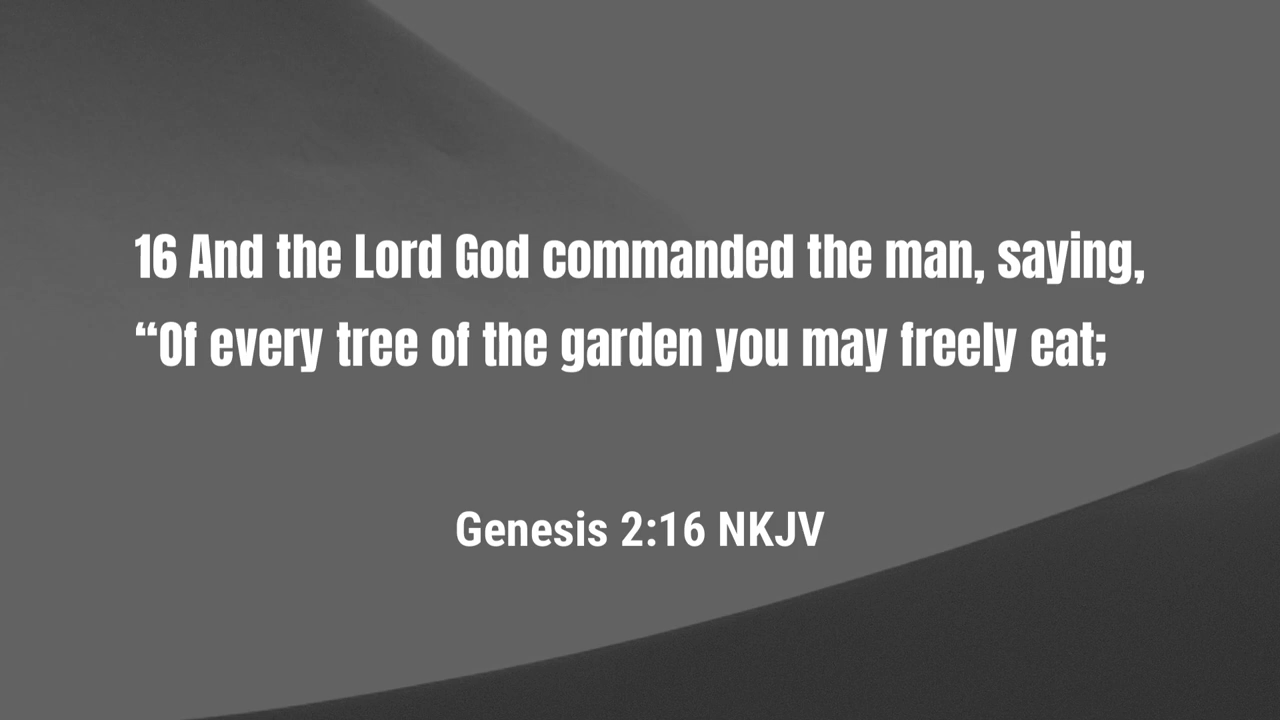 16 And the Lord God commanded the man, saying,
“Of every tree of the garden you may freely eat;
Genesis 2:16 NKJV